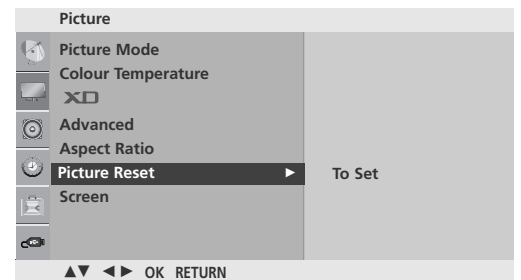 Picture
Picture Mode
Colour Temperature
XD
Advanced
Aspect Ratio
Picture Reset ► To Set
Screen
▲▼ ◄► OK RETURN